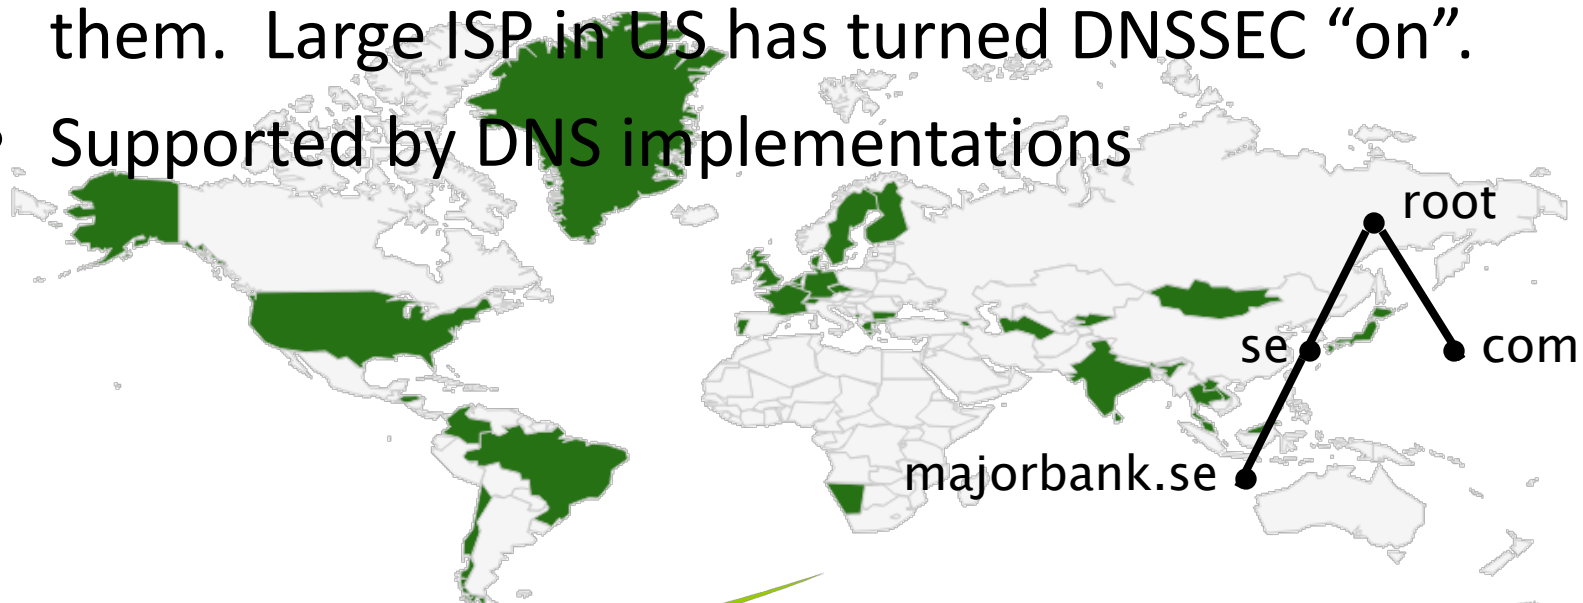 them.  Large ISP in US has turned DNSSEC “on”.
• Supported by DNS implementations
root
se
com
majorbank.se